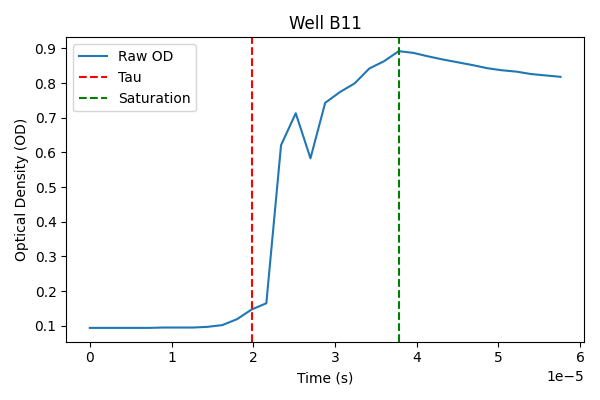 Well B11
Raw OD
Tau
Saturation
Optical Density (OD)
0.9
0.8
0.7
0.6
0.5
0.4
0.3
0.2
0.1
0 1 2 3 4 5 6
1e−5
Time (s)